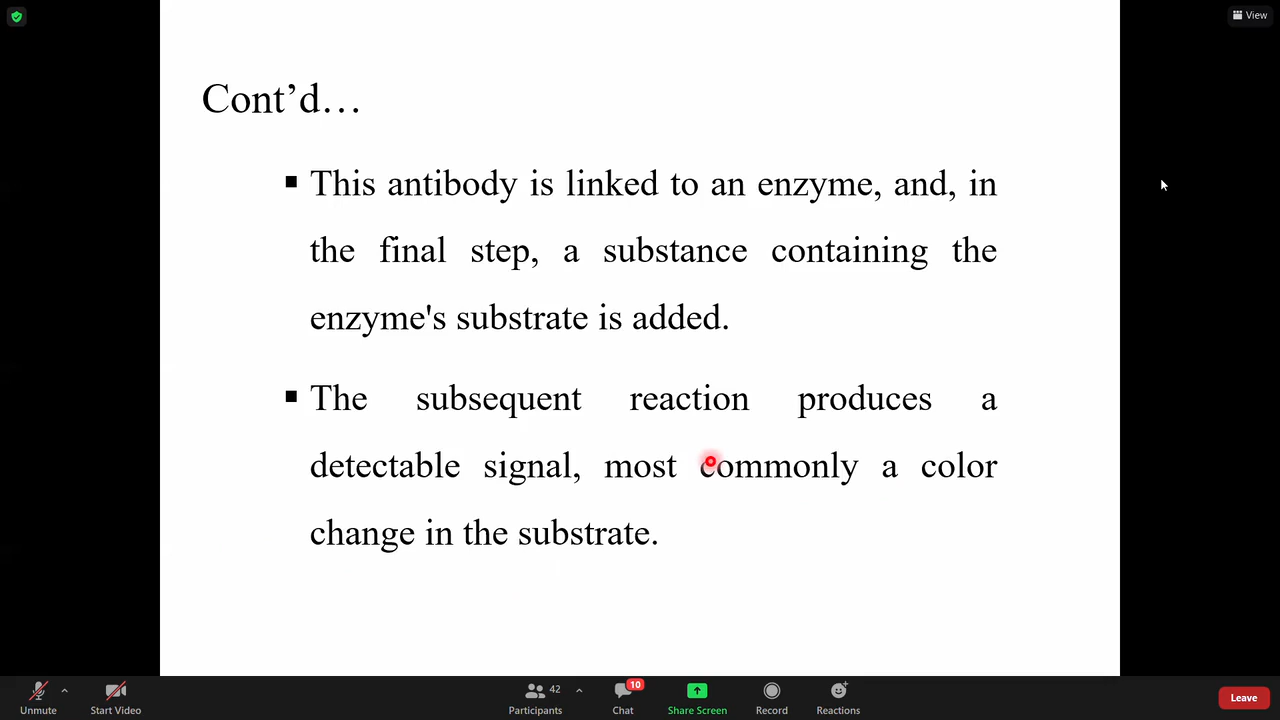 View
Cont’d…
▪ This antibody is linked to an enzyme, and, in
the final step, a substance containing the
enzyme's substrate is added.
▪ The subsequent reaction produces a
detectable signal, most commonly a color
change in the substrate.
42
10
Unmute
Start Video
Participants
Chat
Share Screen
Record
Reactions
Leave